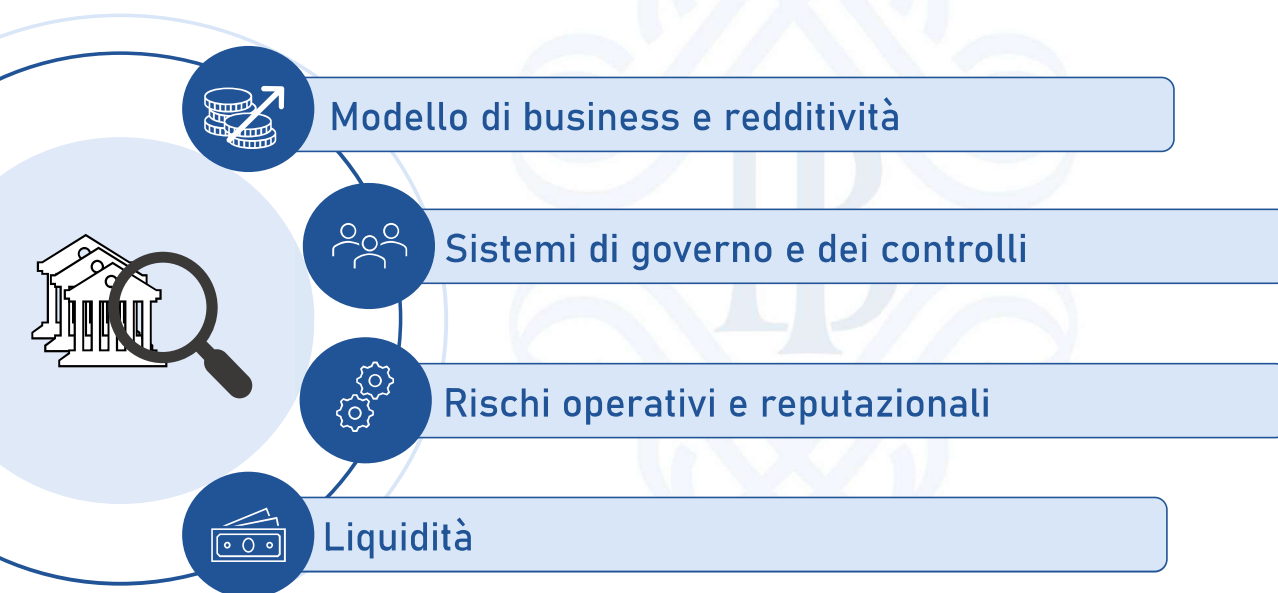 Modello di business e redditività
Sistemi di governo e dei controlli
Rischi operativi e reputazionali
Liquidità